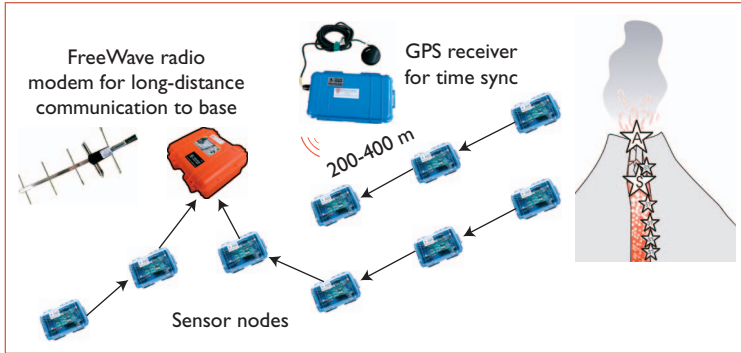 FreeWave radio
modem for long-distance
communication to base
GPS receiver
for time sync
200-400 m
Sensor nodes
A
S